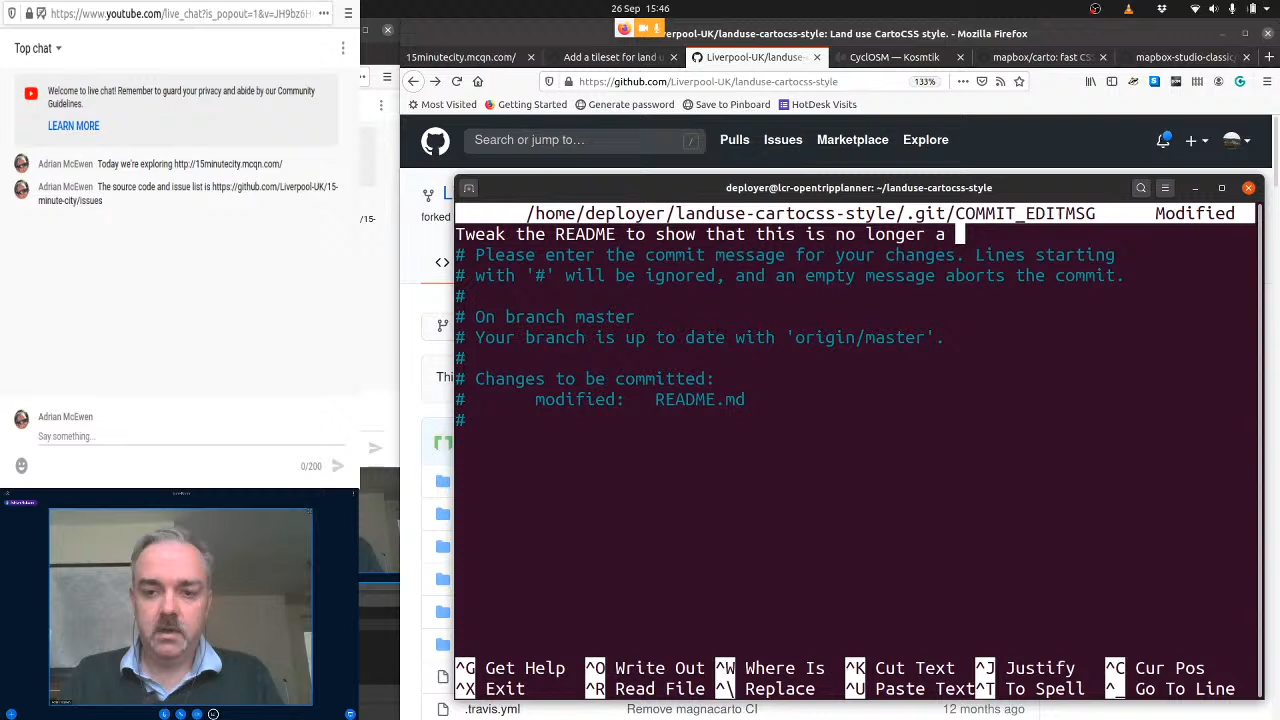 26 Sep 15:46
https://www.youtube.com/live_chat?is_popout=1&v=JH9bz6H
Top chat
Welcome to live chat! Remember to guard your privacy and abide by our Community
Guidelines.
LEARN MORE
Adrian McEwen Today we're exploring http://15minutecity.mcqn.com/
Adrian McEwen The source code and issue list is https://github.com/Liverpool-UK/15-
minute-city/issues
Adrian McEwen
Say something...
0/200
verpool-UK/landuse-cartocss-style: Land use CartoCSS style. - Mozilla Firefox
15minutecity.mcqn.com/
Add a tileset for land u
Liverpool-UK/landuse-
CyclOSM — Kosmtik
mapbox/carto: fast CSS
mapbox-studio-classic
https://github.com/Liverpool-UK/landuse-cartocss-style
133%
Most Visited
Getting Started
Generate password
Save to Pinboard
HotDesk Visits
Search or jump to...
/
Pulls
Issues
Marketplace
Explore
L
forked
15-
Thi
deployer@lcr-opentripplanner: ~/landuse-cartocss-style
/home/deployer/landuse-cartocss-style/.git/COMMIT_EDITMSG Modified
Tweak the README to show that this is no longer a
# Please enter the commit message for your changes. Lines starting
# with '#' will be ignored, and an empty message aborts the commit.
#
# On branch master
# Your branch is up to date with 'origin/master'.
#
# Changes to be committed:
# modified: README.md
#
^G Get Help ^O Write Out ^W Where Is ^K Cut Text ^J Justify ^C Cur Pos
^X Exit ^R Read File ^\ Replace ^U Paste Text ^T To Spell ^_ Go To Line
.travis.yml
Remove magnacarto CI
12 months ago